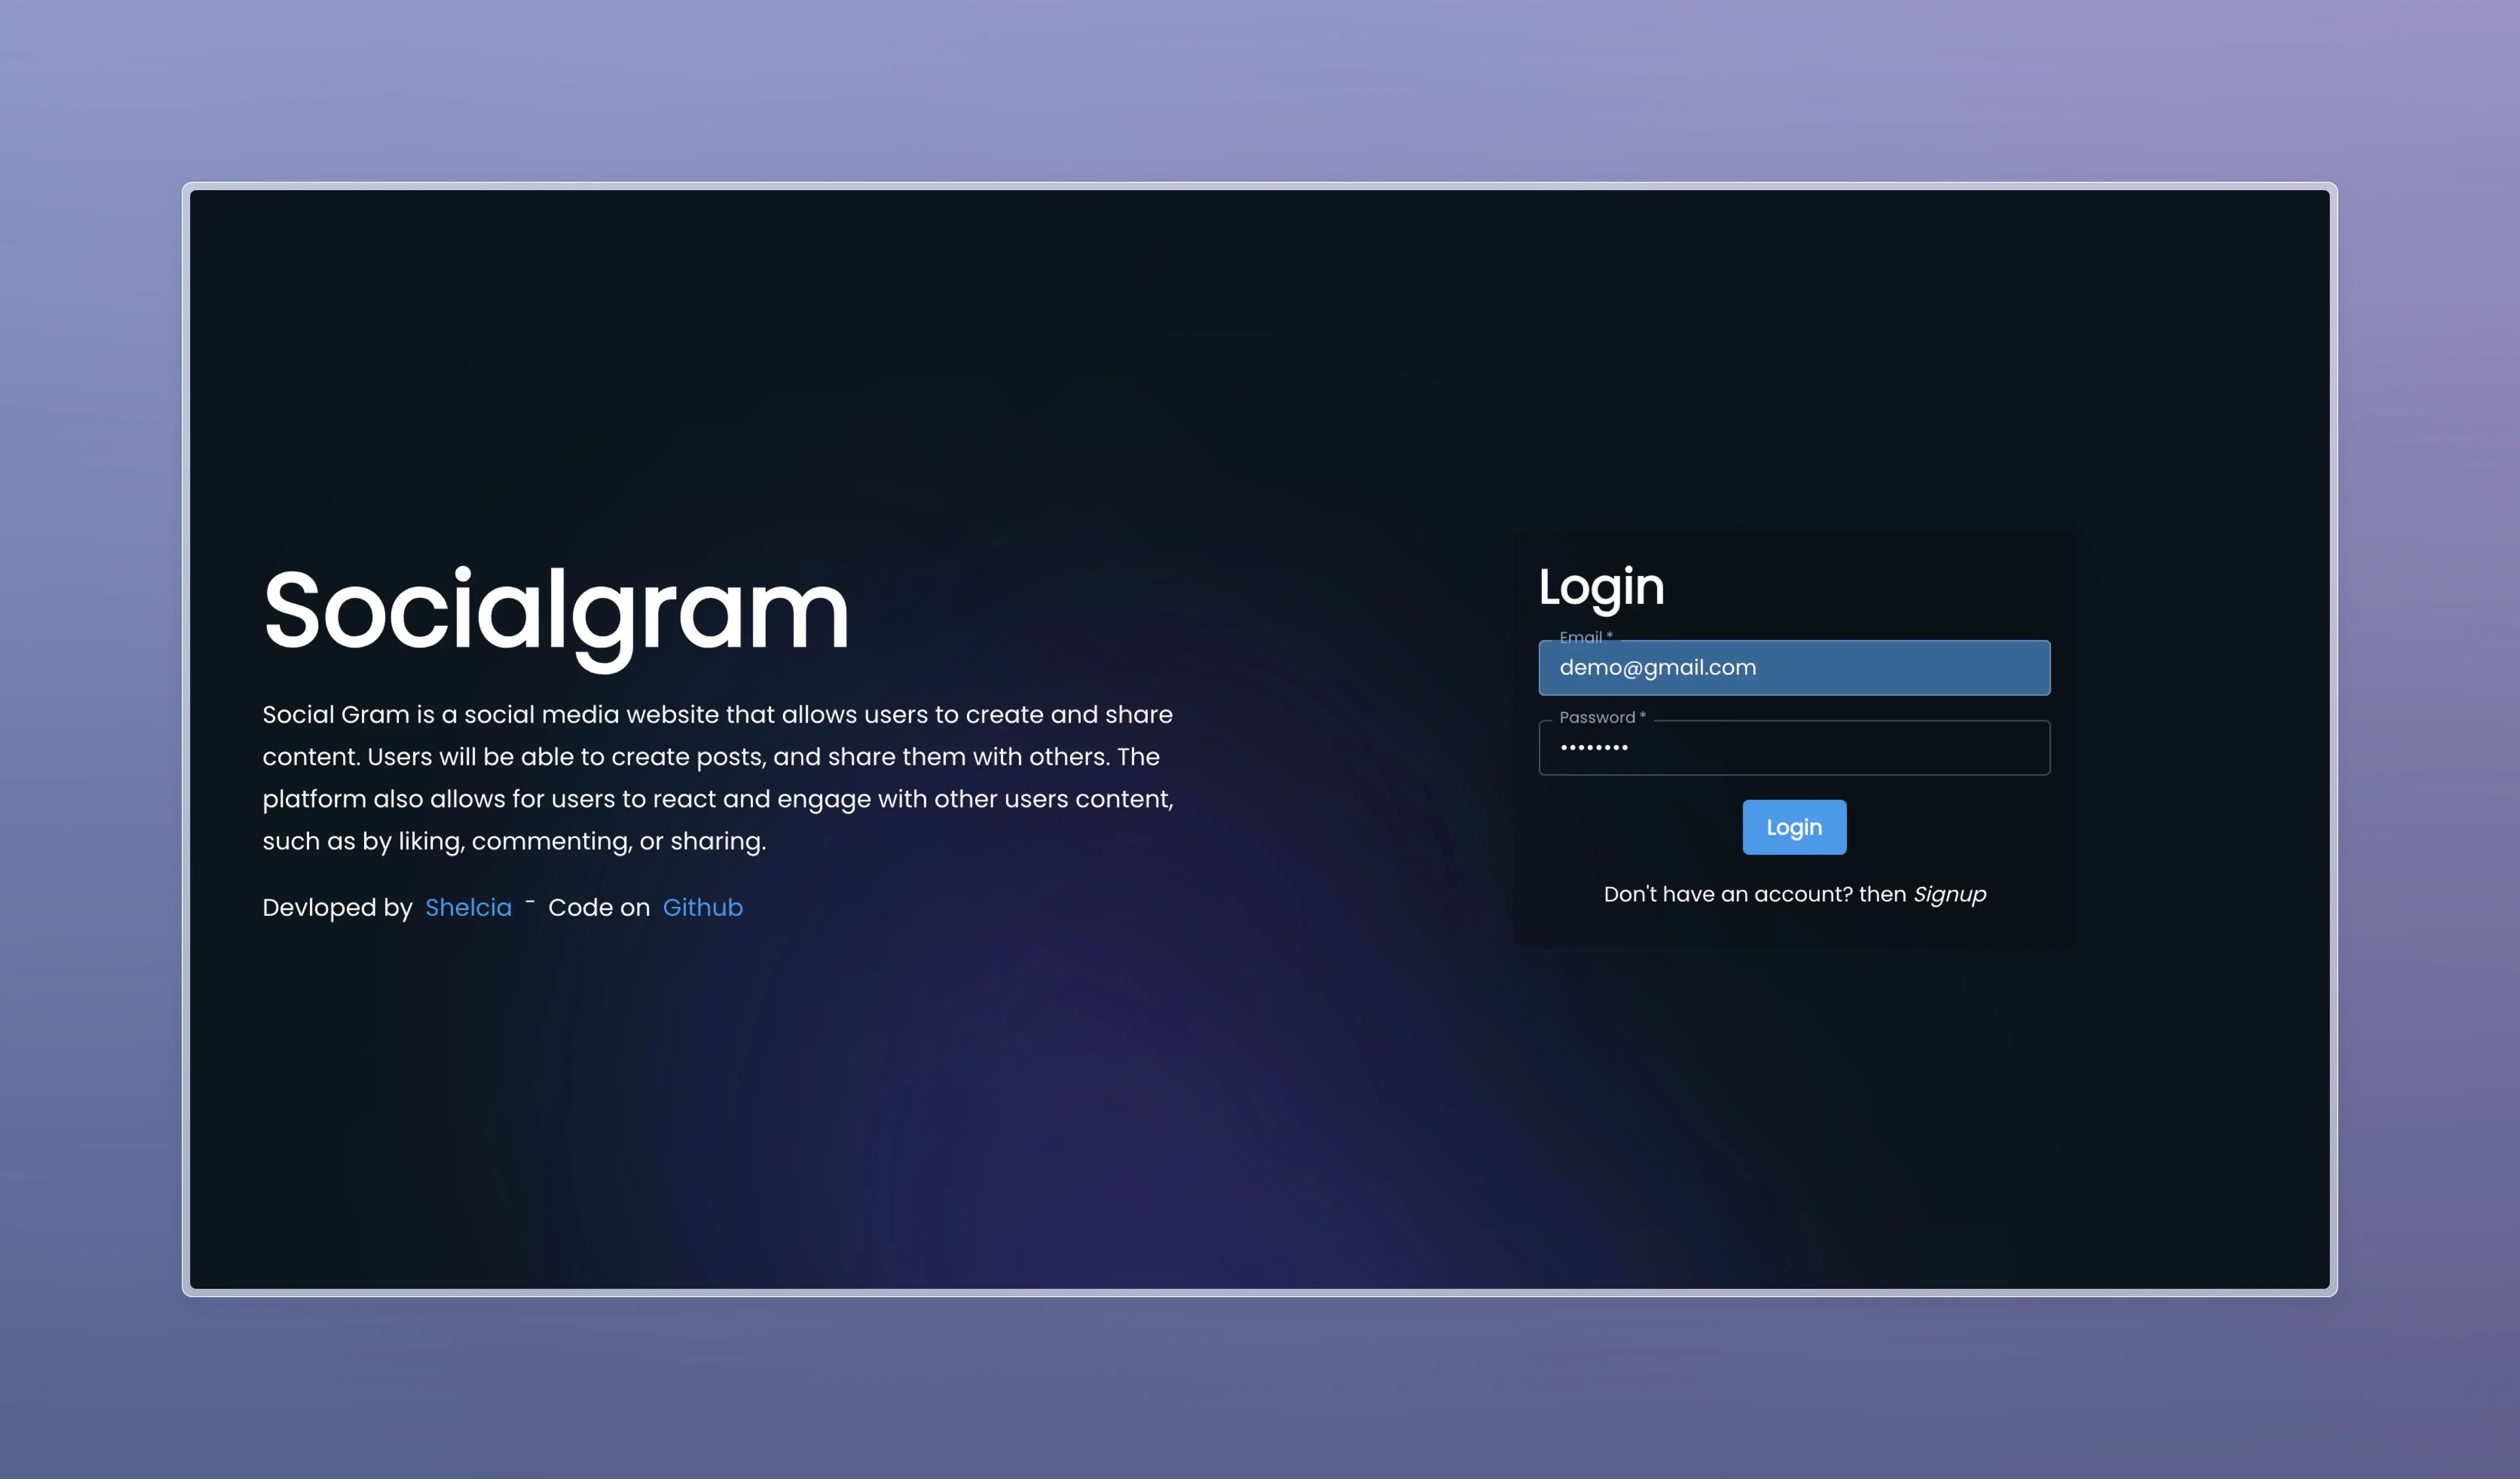 Socialgram
Social Gram is a social media website that allows users to create and share
content. Users will be able to create posts, and share them with others. The
platform also allows for users to react and engage with other users content,
such as by liking, commenting, or sharing.
Devloped by Shelcia - Code on Github
Login
Email *
demo@gmail.com
Password *
••••••••
Login
Don't have an account? then Signup